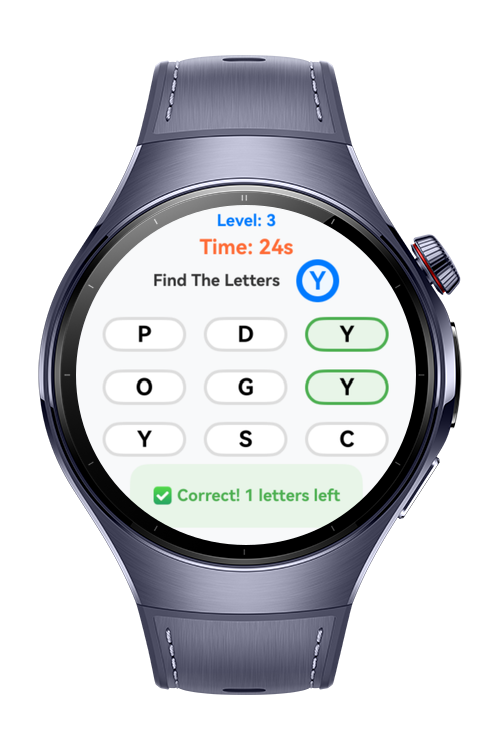 Level: 3
Time: 24s
Find The Letters Y
P D Y
O G Y
Y S C
✅ Correct! 1 letters left